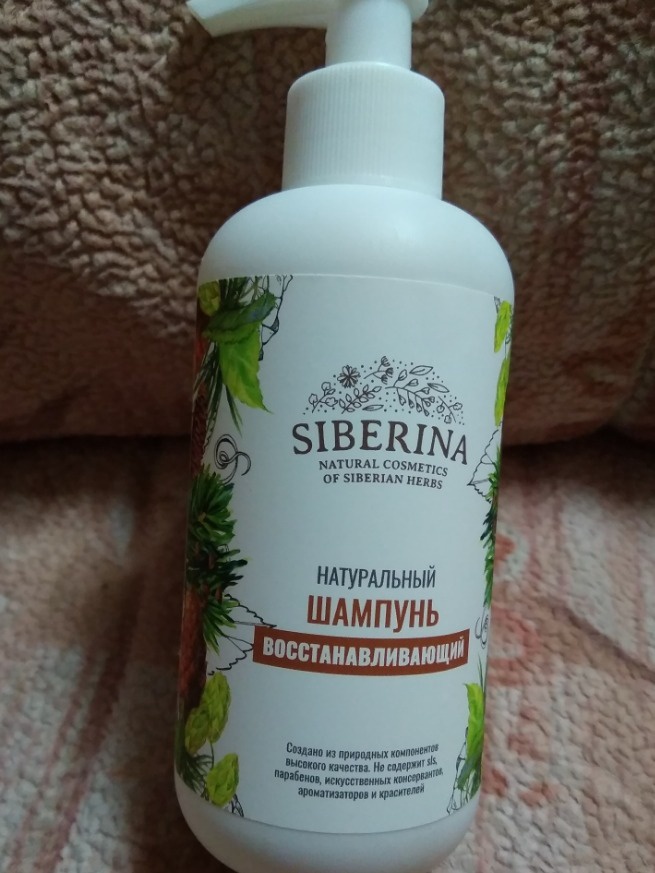 SIBERINA
NATURAL COSMETICS
OF SIBERIAN HERBS
НАТУРАЛЬНЫЙ
ШАМПУНЬ
ВОССТАНАВЛИВАЮЩИЙ
Создано из природных компонентов
высокого качества. Не содержит sls,
парабенов, искусственных консервантов,
ароматизаторов и красителей